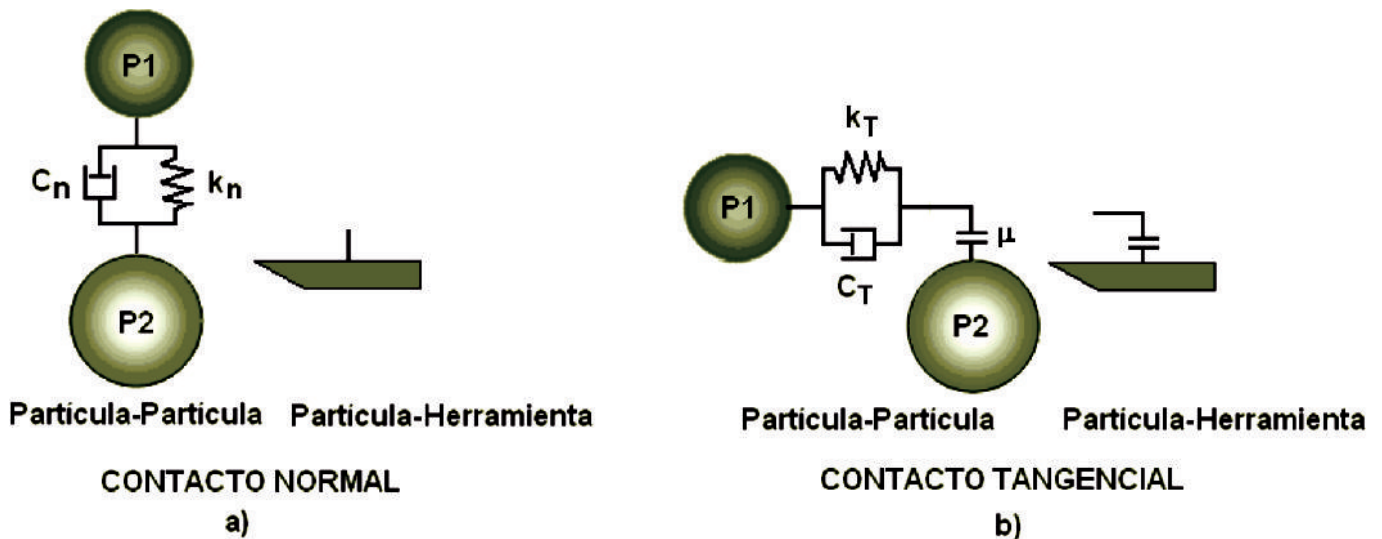 P1
Cn
kn
P2
Partícula-Partícula
Partícula-Herramienta
CONTACTO NORMAL
a)
kT
P1
μ
CT
P2
Partícula-Partícula
Partícula-Herramienta
CONTACTO TANGENCIAL
b)